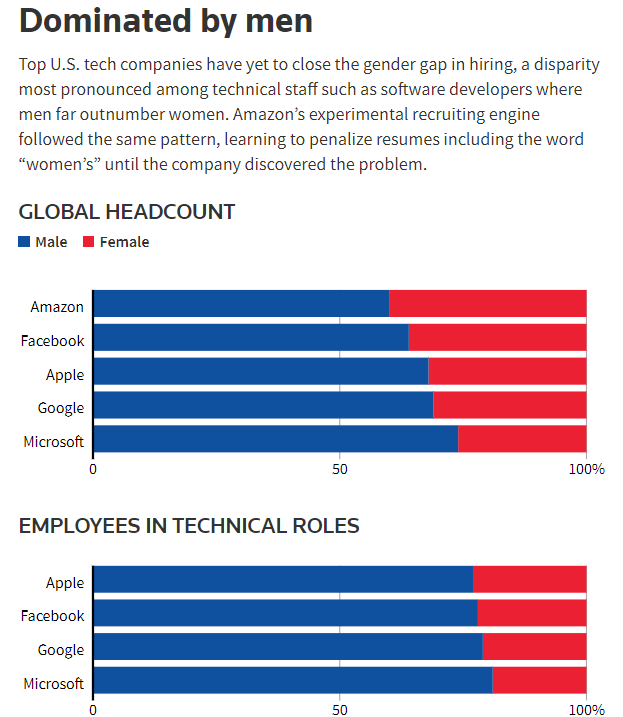 Dominated by men
Top U.S. tech companies have yet to close the gender gap in hiring, a disparity
most pronounced among technical staff such as software developers where
men far outnumber women. Amazon’s experimental recruiting engine
followed the same pattern, learning to penalize resumes including the word
“women’s” until the company discovered the problem.
GLOBAL HEADCOUNT
Male Female
Amazon
Facebook
Apple
Google
Microsoft
0 50 100%
EMPLOYEES IN TECHNICAL ROLES
Apple
Facebook
Google
Microsoft
0 50 100%